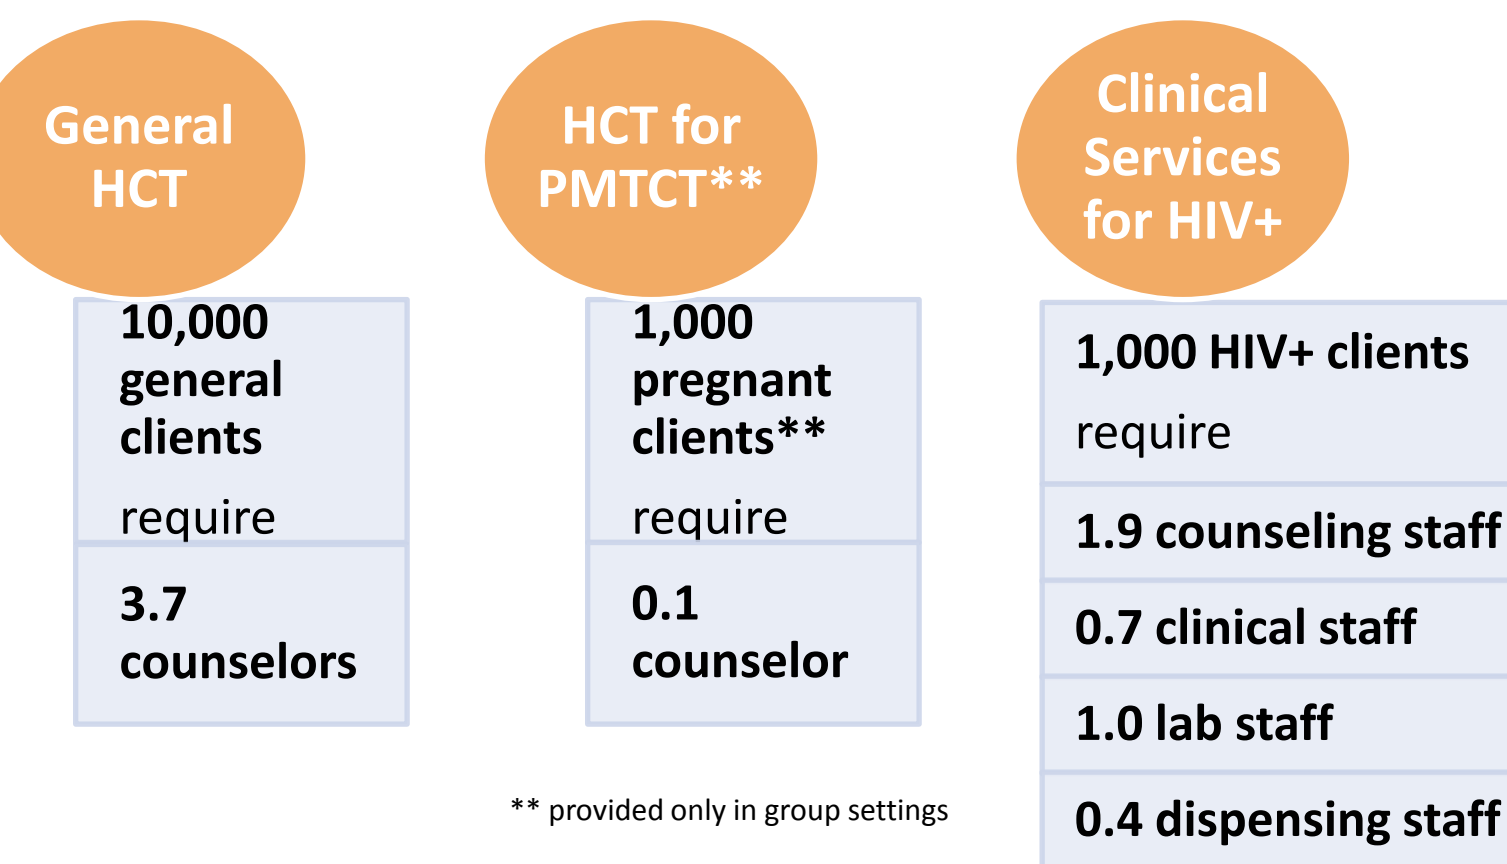 General
HCT
10,000
general
clients
require
3.7
counselors
HCT for
PMTCT**
1,000
pregnant
clients**
require
0.1
counselor
Clinical
Services
for HIV+
1,000 HIV+ clients
require
1.9 counseling staff
0.7 clinical staff
1.0 lab staff
0.4 dispensing staff
** provided only in group settings